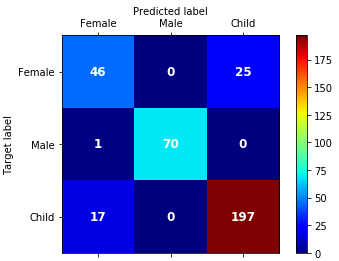 Predicted label
Female Male Child
Female 46 0 25
Male 1 70 0
Child 17 0 197
Target label
175
150
125
100
75
50
25
0